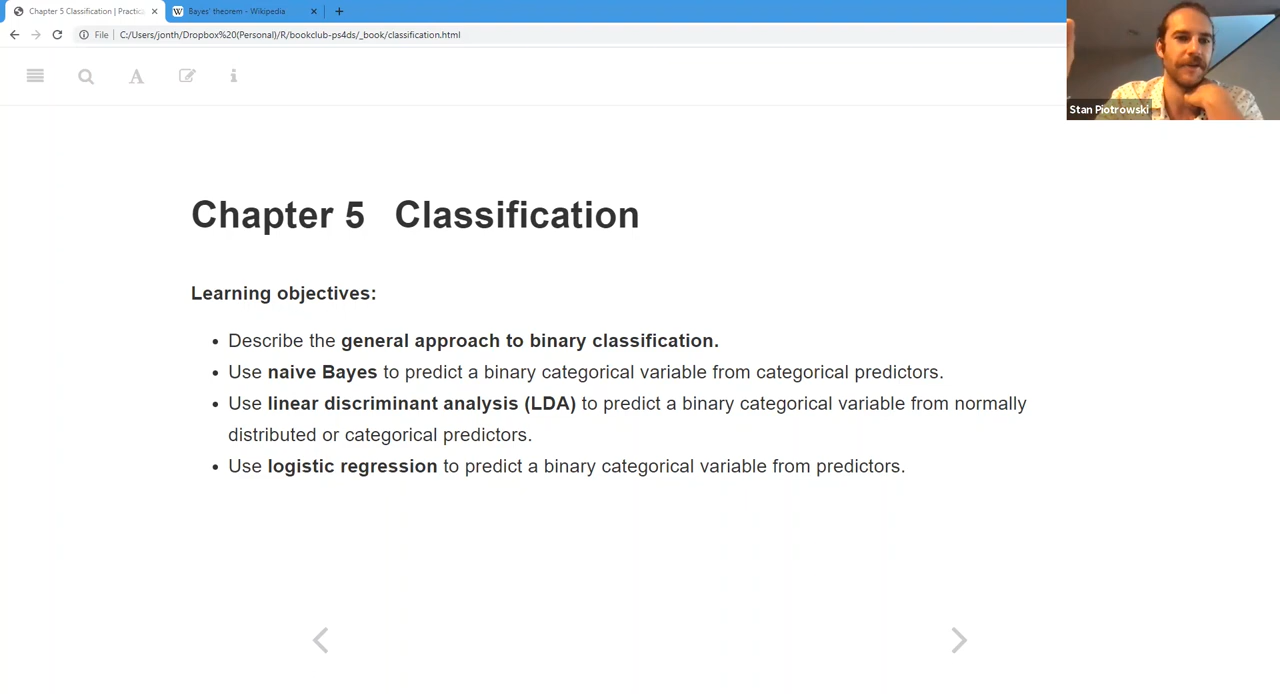 Chapter 5 Classification | Practica
Bayes' theorem - Wikipedia
File
C:/Users/jonth/Dropbox%20(Personal)/R/bookclub-ps4ds/_book/classification.html
Stan Piotrowski
Chapter 5 Classification
Learning objectives:
• Describe the general approach to binary classification.
• Use naive Bayes to predict a binary categorical variable from categorical predictors.
• Use linear discriminant analysis (LDA) to predict a binary categorical variable from normally
distributed or categorical predictors.
• Use logistic regression to predict a binary categorical variable from predictors.